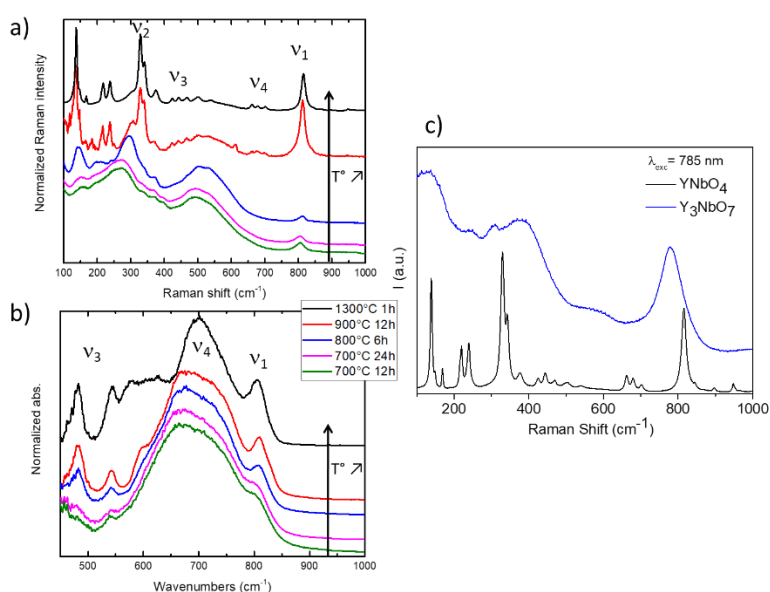 a)
ν₂
ν₃
ν₄
ν₁
Normalized Raman intensity
T° ↗
100 200 300 400 500 600 700 800 900 1000
Raman shift (cm⁻¹)
b)
1300°C 1h
900°C 12h
800°C 6h
700°C 24h
700°C 12h
ν₃
ν₄
ν₁
Normalized abs.
T° ↗
500 600 700 800 900 1000
Wavenumbers (cm⁻¹)
c)
λexc= 785 nm
YNbO₄
Y₃NbO₇
I (a.u.)
200 400 600 800 1000
Raman Shift (cm⁻¹)